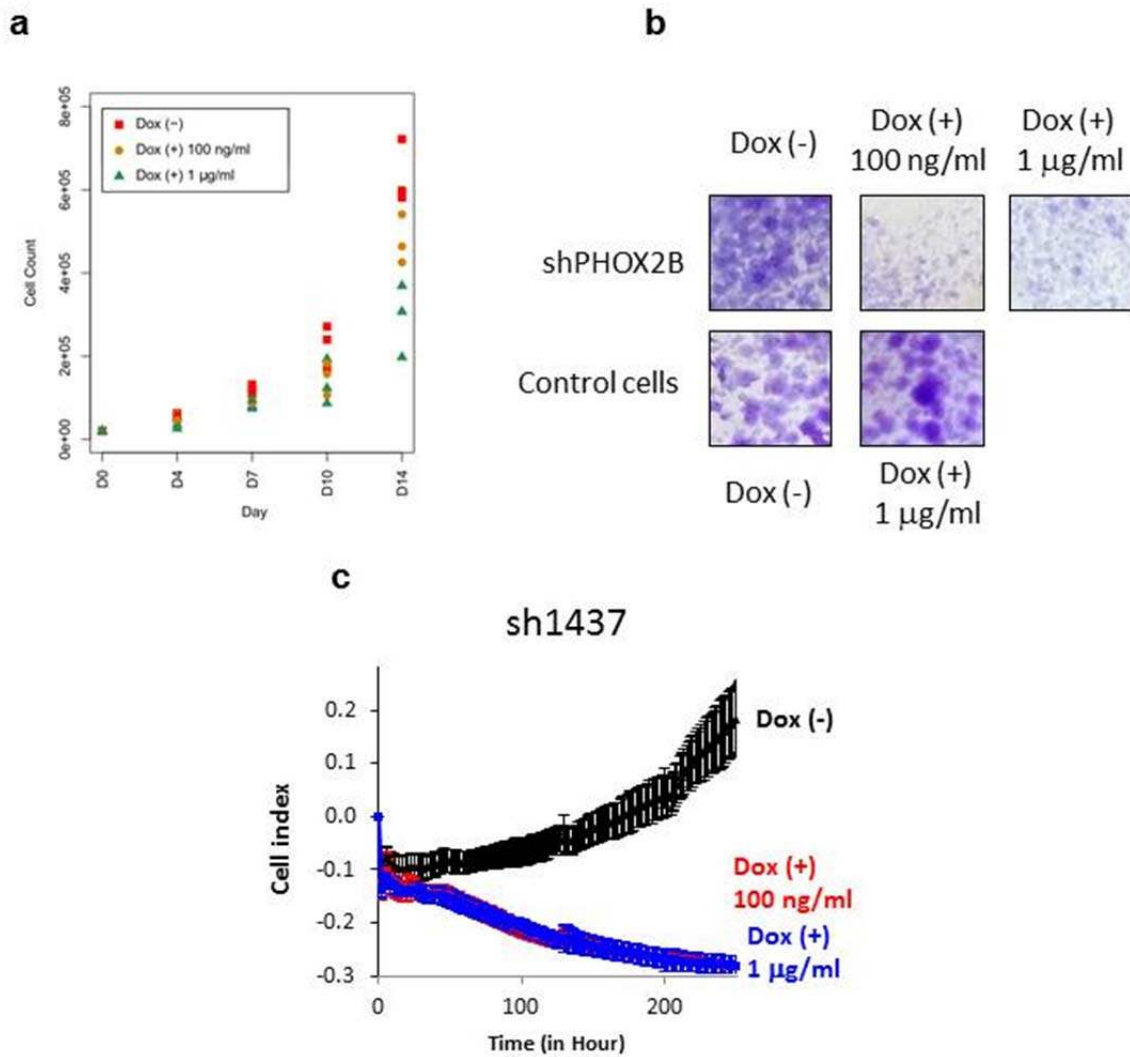 a
8e+05
6e+05
4e+05
2e+05
0e+00
Cell Count
Dox (−)
Dox (+) 100 ng/ml
Dox (+) 1 µg/ml
D0
D4
D7
D10
D14
Day
b
Dox (-)
Dox (+)
100 ng/ml
Dox (+)
1 µg/ml
shPHOX2B
Control cells
Dox (-)
Dox (+)
1 µg/ml
c
sh1437
Cell index
0.2
0.1
0.0
-0.1
-0.2
-0.3
Dox (-)
Dox (+)
100 ng/ml
Dox (+)
1 µg/ml
0
100
200
Time (in Hour)